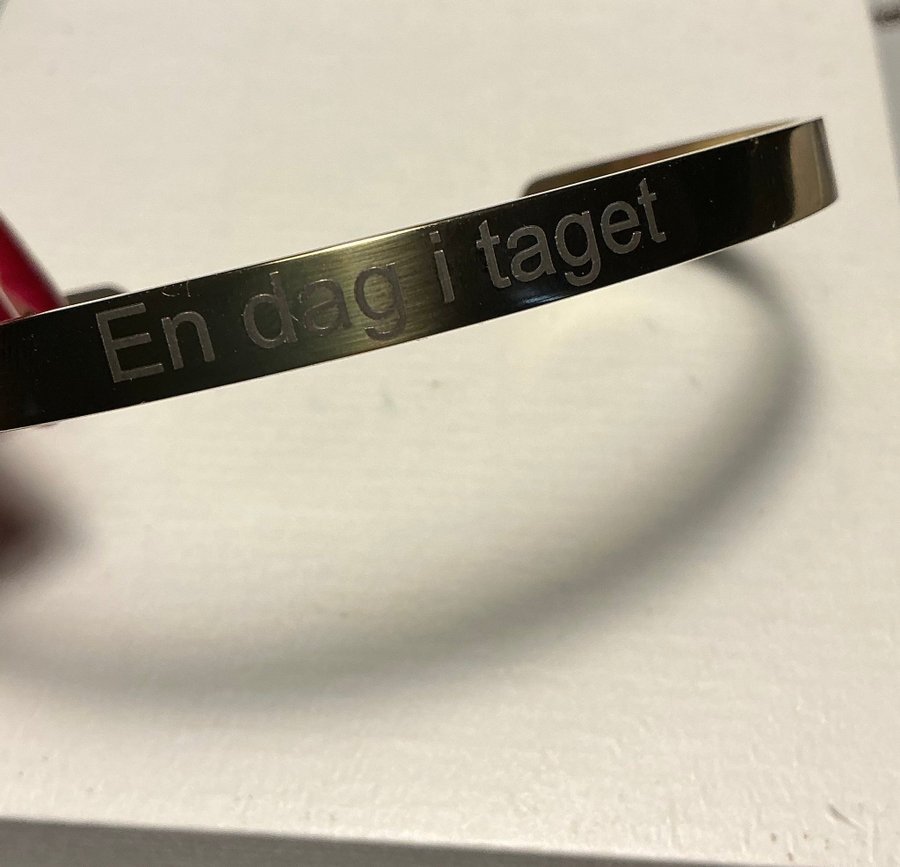 En dag i taget